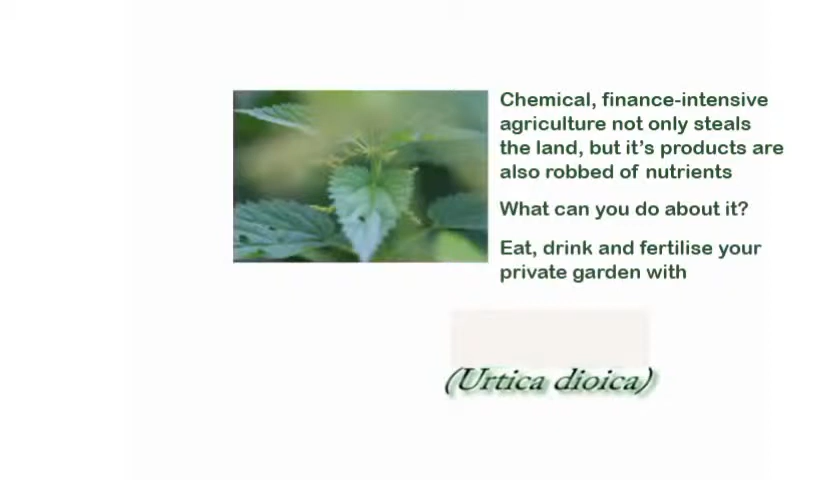 Chemical, finance-intensive
agriculture not only steals
the land, but it's products are
also robbed of nutrients
What can you do about it?
Eat, drink and fertilise your
private garden with
(Urtica dioica)